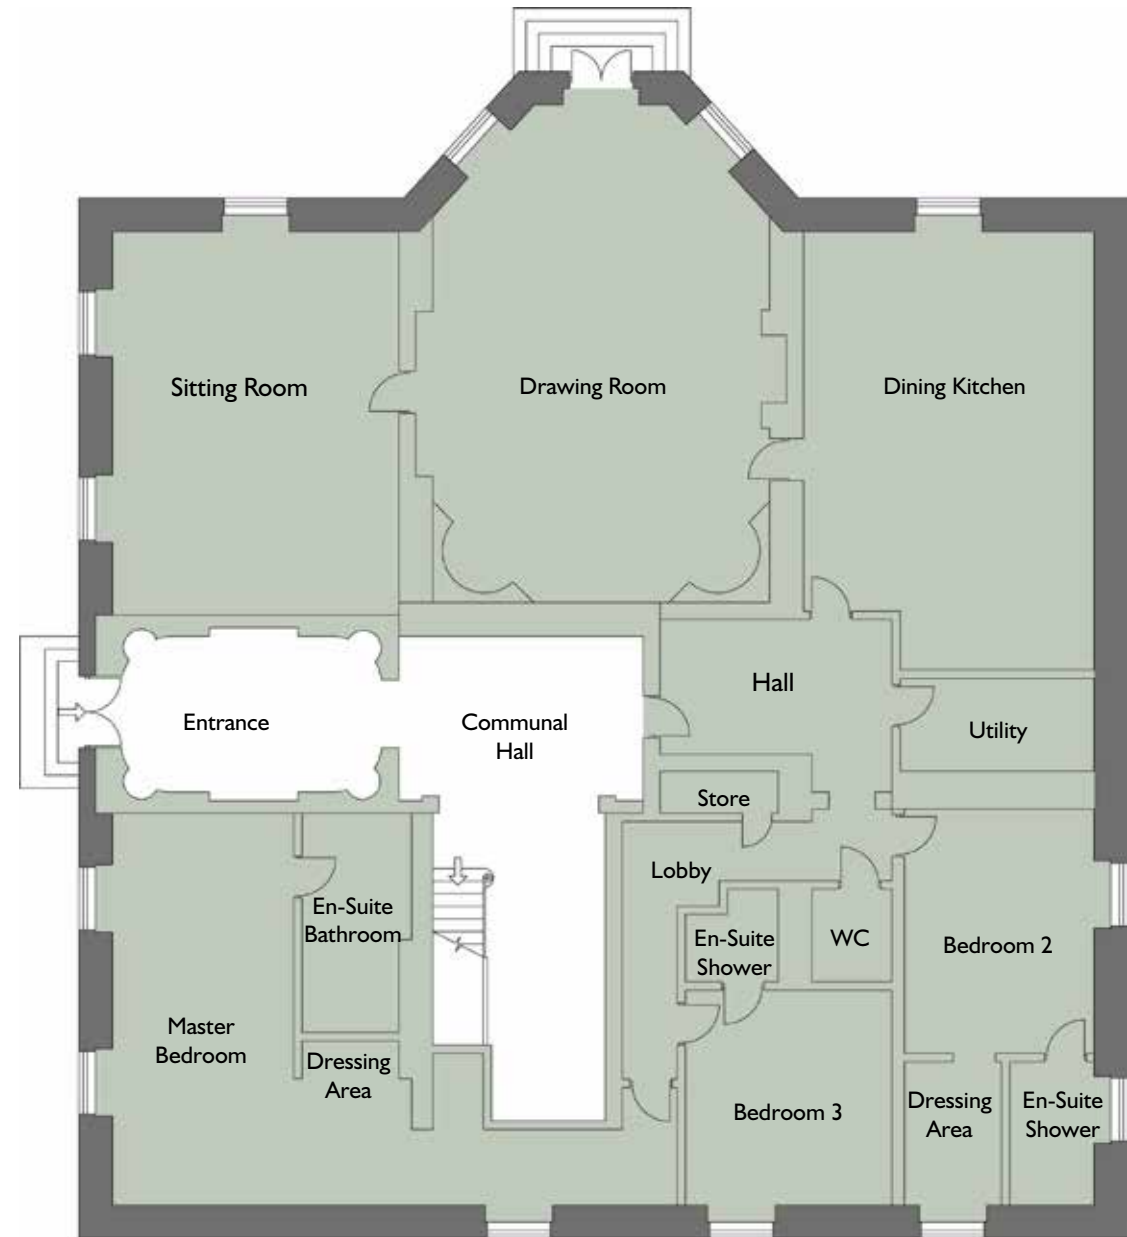 Sitting Room
Drawing Room
Dining Kitchen
Hall
Entrance
Communal
Hall
Utility
Store
Lobby
En-Suite
Bathroom
En-Suite
Shower
WC
Bedroom 2
Master
Bedroom
Dressing
Area
Bedroom 3
Dressing
Area
En-Suite
Shower